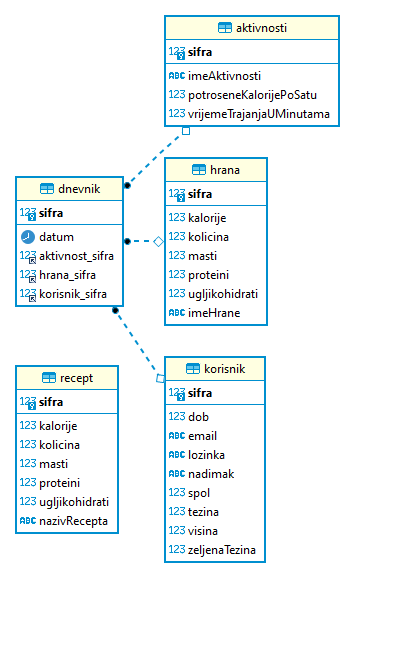 aktivnosti
123 sifra
ABC imeAktivnosti
123 potroseneKalorijePoSatu
123 vrijemeTrajanjaUMinutama
hrana
123 sifra
123 kalorije
123 kolicina
123 masti
123 proteini
123 ugljikohidrati
ABC imeHrane
dnevnik
123 sifra
datum
123 aktivnost_sifra
123 hrana_sifra
123 korisnik_sifra
recept
123 sifra
123 kalorije
123 kolicina
123 masti
123 proteini
123 ugljikohidrati
ABC nazivRecepta
korisnik
123 sifra
123 dob
ABC email
ABC lozinka
ABC nadimak
123 spol
123 tezina
123 visina
123 zeljenaTezina